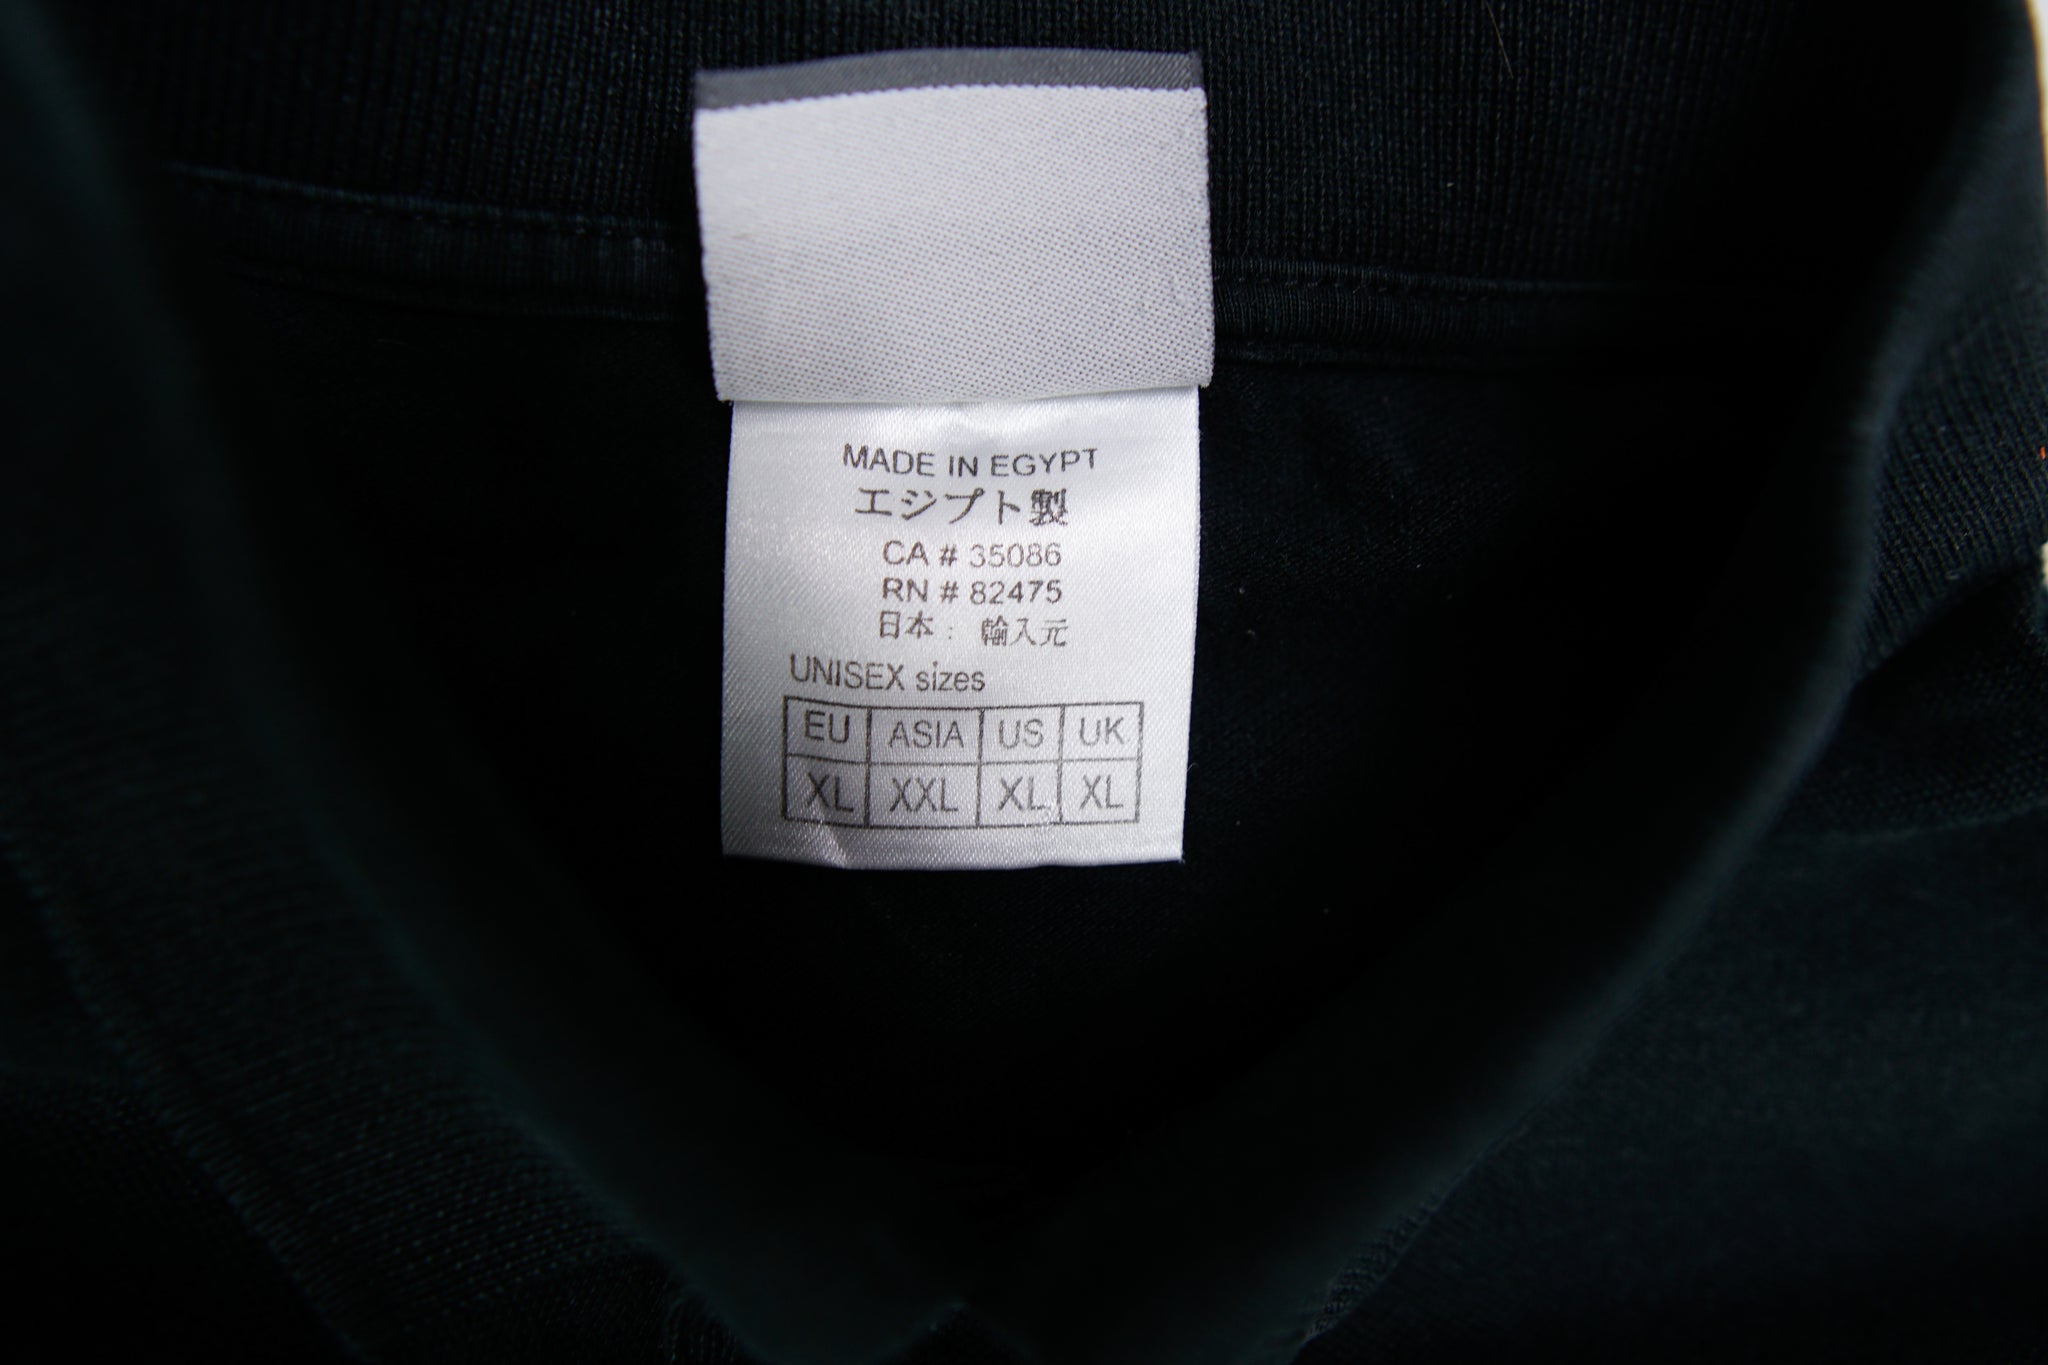 MADE IN EGYPT
エジプト製
CA # 35086
RN # 82475
日本 : 輸入元
UNISEX sizes
EU ASIA US UK
XL XXL XL XL